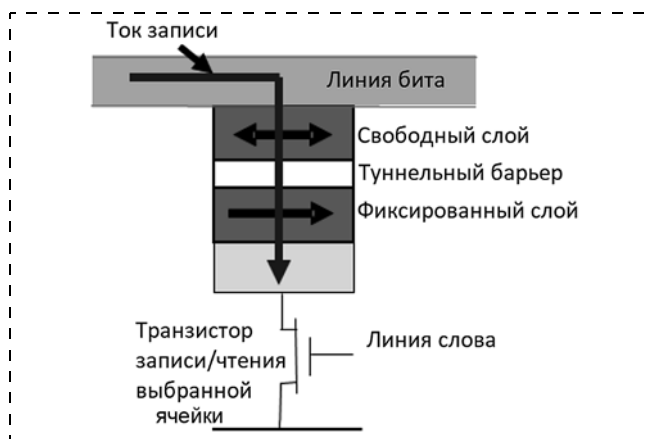 Ток записи
Линия бита
Свободный слой
Туннельный барьер
Фиксированный слой
Транзистор
записи/чтения
выбранной
ячейки
Линия слова